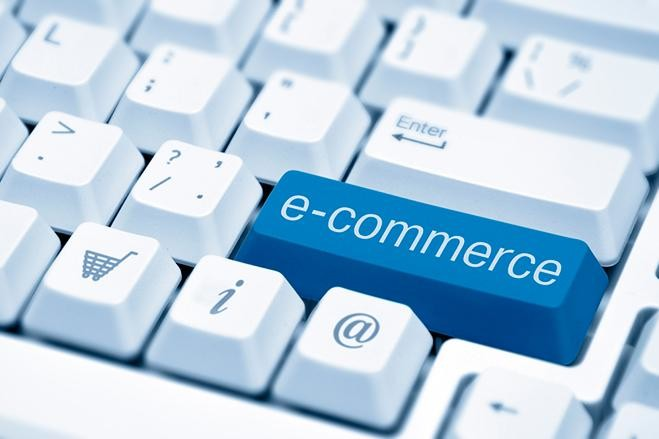 L
:
;
"
'
Enter
>
.
?
/
e-commerce
i
@